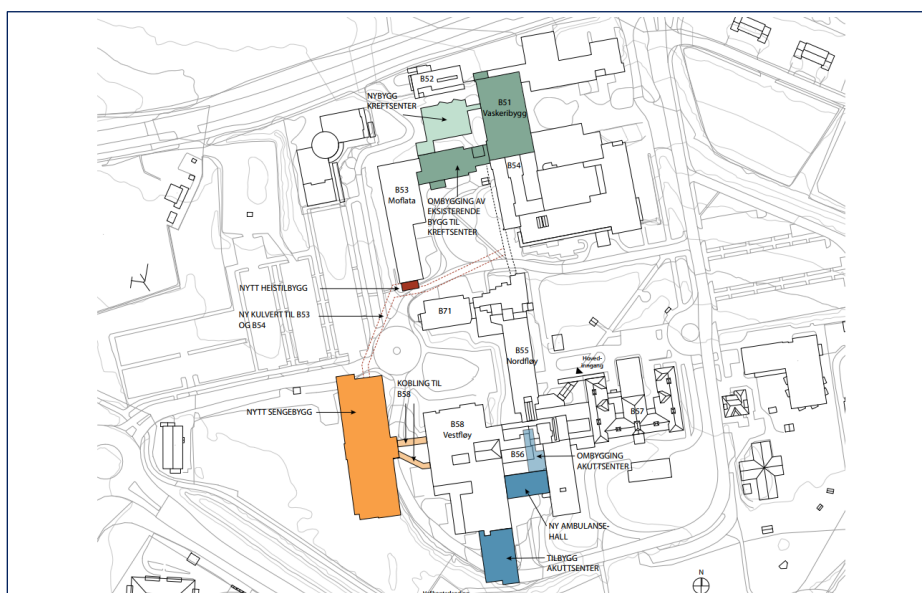 B52
NYBYGG
KREFTSENTER
B51
Vaskeribygg
B54
B53
Moflata
OMBYGGING AV
EKSISTERENDE
BYGG TIL
KREFTSENTER
NYTT HEISTILBYGG
NY KULVERT TIL B53
OG B54
B71
B55
Nordfløy
Hoved-
inngang
KOBLING TIL
B58
NYTT SENGEBYGG
B58
Vestfløy
B57
B56
OMBYGGING
AKUTTSENTER
NY AMBULANSE-
HALL
TILBYGG
AKUTTSENTER
N